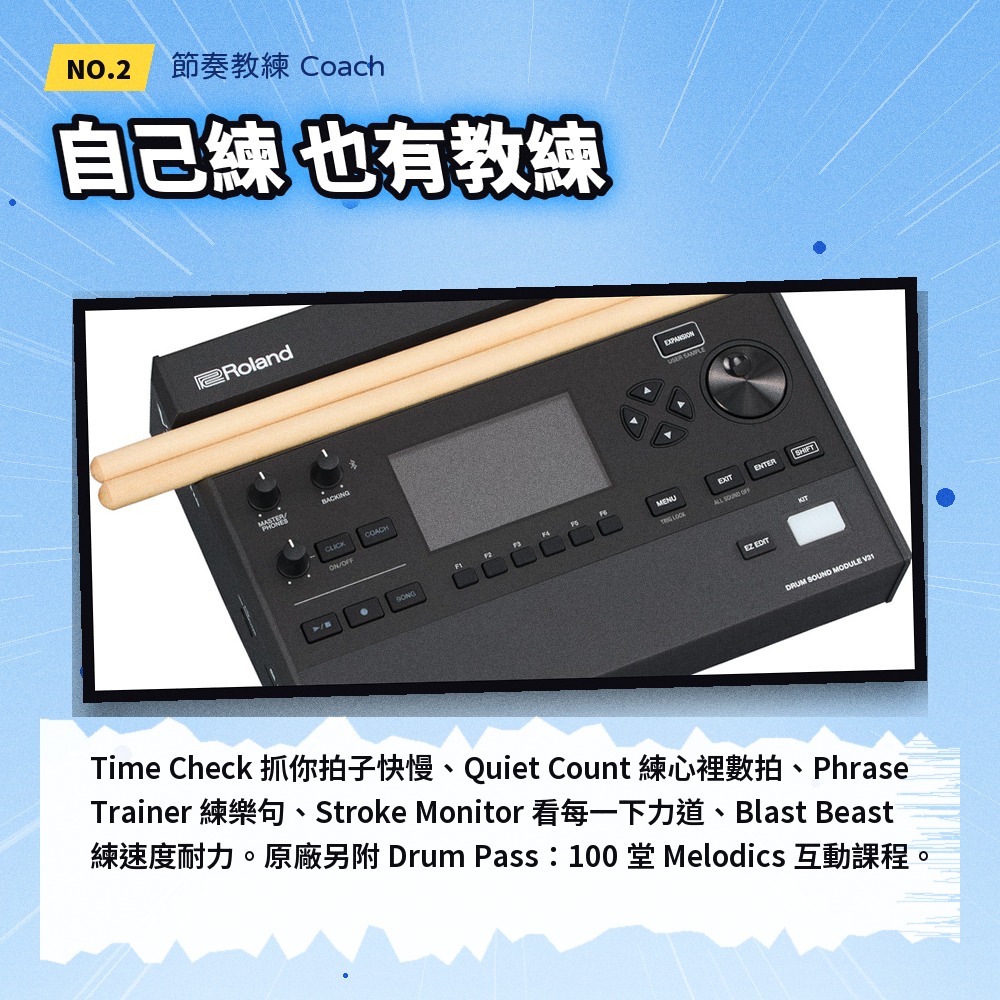 NO.2 節奏教練 Coach
自己練 也有教練
Roland
EXPANSION
USER SAMPLE
MASTER/
PHONES
BACKING
CLICK
COACH
ON/OFF
SONG
F1 F2 F3 F4 F5 F6
MENU
TRIG LOCK
EXIT
ALL SOUND OFF
ENTER
SHIFT
KIT
EZ EDIT
DRUM SOUND MODULE V31
Time Check 抓你拍子快慢、Quiet Count 練心裡數拍、Phrase
Trainer 練樂句、Stroke Monitor 看每一下力道、Blast Beast
練速度耐力。原廠另附 Drum Pass：100 堂 Melodics 互動課程。